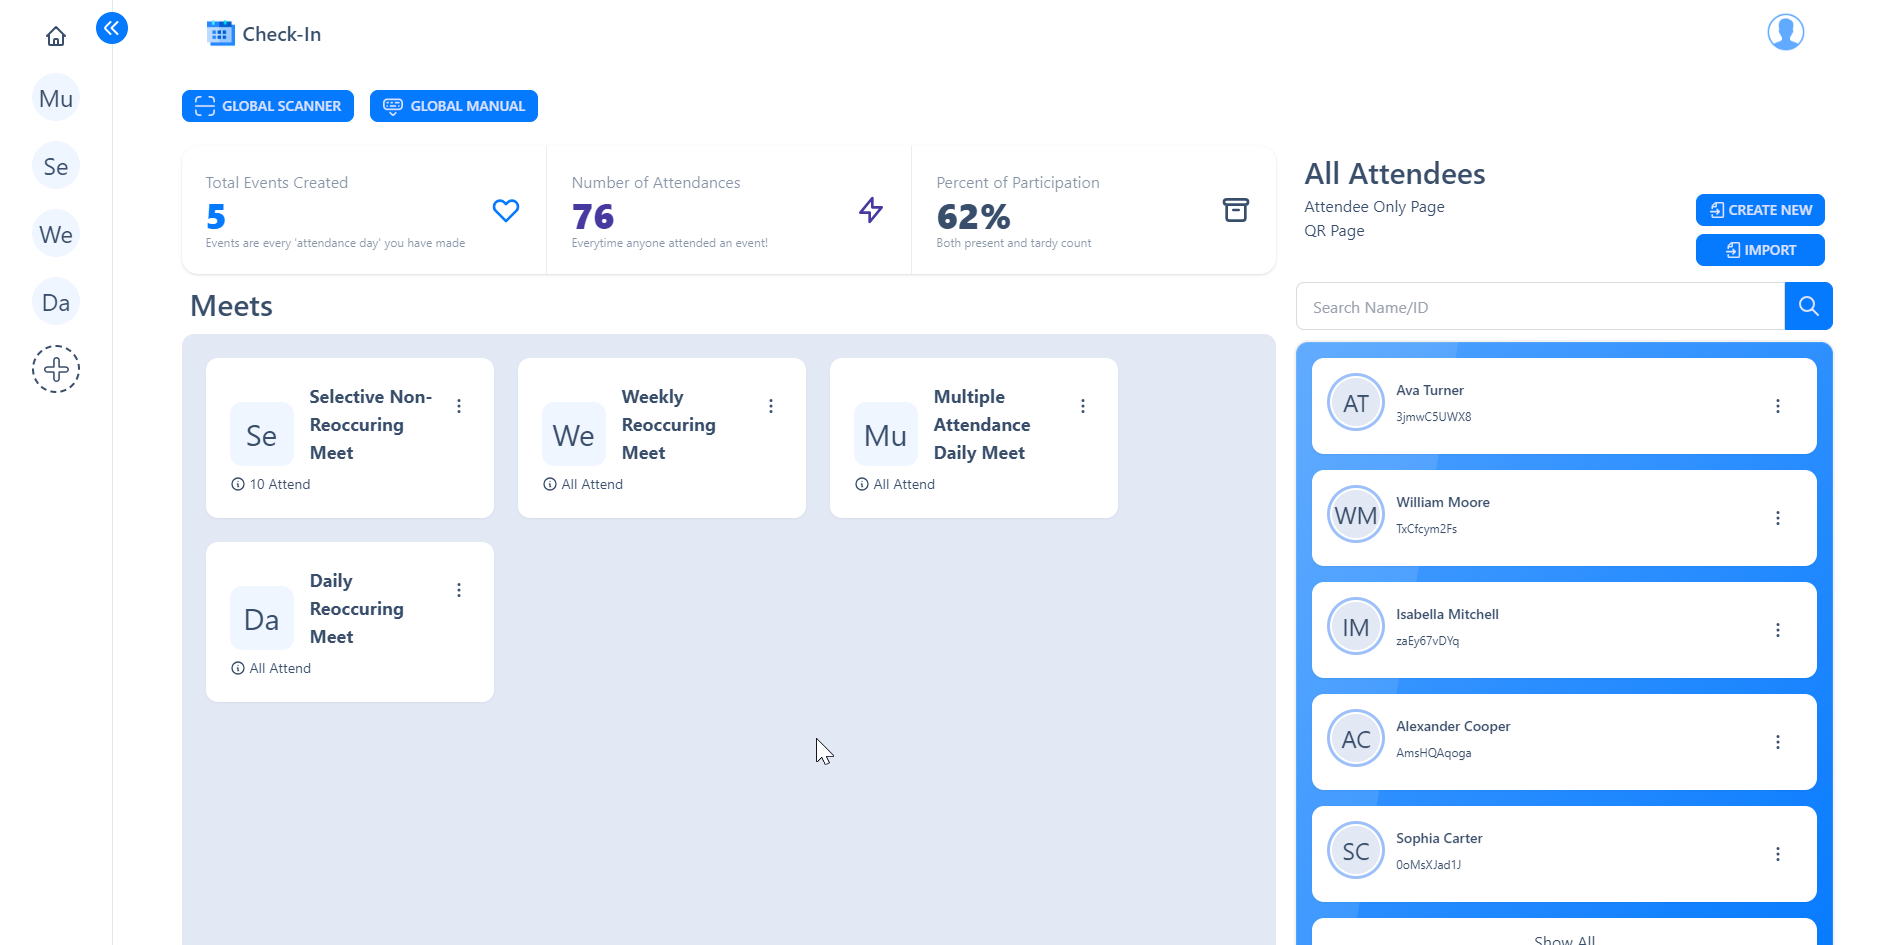 Mu
Se
We
Da
Check-In
GLOBAL SCANNER
GLOBAL MANUAL
Total Events Created
5
Events are every 'attendance day' you have made
Number of Attendances
76
Everytime anyone attended an event!
Percent of Participation
62%
Both present and tardy count
Meets
Se
Selective Non-
Reoccuring
Meet
10 Attend
We
Weekly
Reoccuring
Meet
All Attend
Mu
Multiple
Attendance
Daily Meet
All Attend
Da
Daily
Reoccuring
Meet
All Attend
All Attendees
Attendee Only Page
QR Page
CREATE NEW
IMPORT
Search Name/ID
AT
Ava Turner
3jmwC5UWX8
WM
William Moore
TxCfcym2Fs
IM
Isabella Mitchell
zaEy67vDYq
AC
Alexander Cooper
AmsHQAqoga
SC
Sophia Carter
0oMsXJad1J
Show All